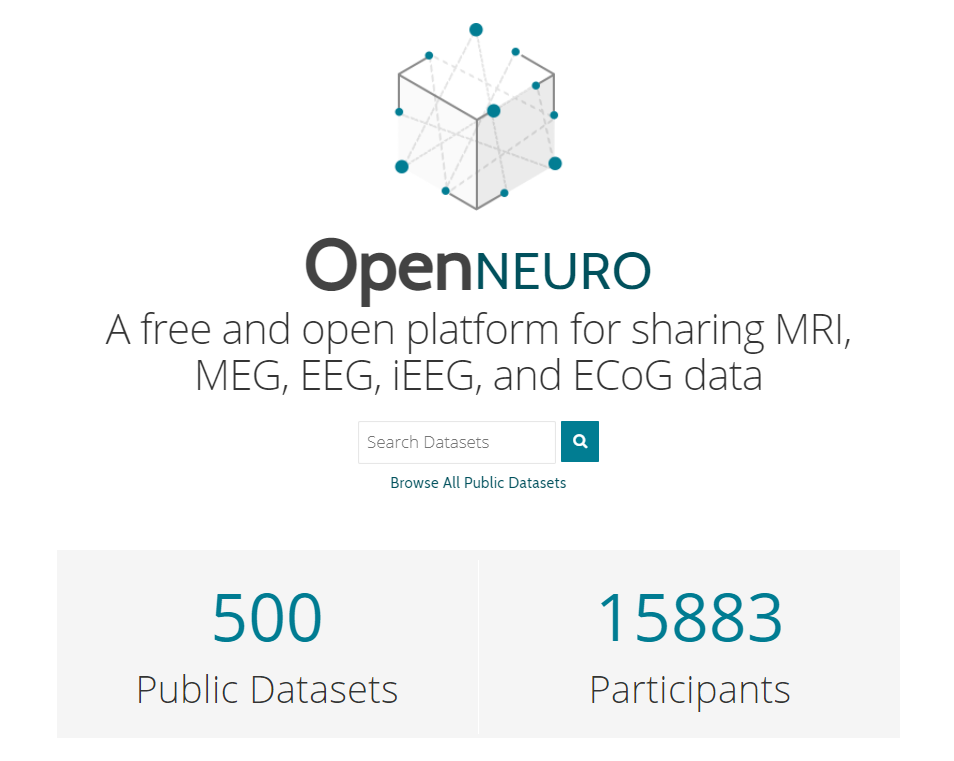 OpenNEURO
A free and open platform for sharing MRI,
MEG, EEG, iEEG, and ECoG data
Search Datasets
Browse All Public Datasets
500
Public Datasets
15883
Participants